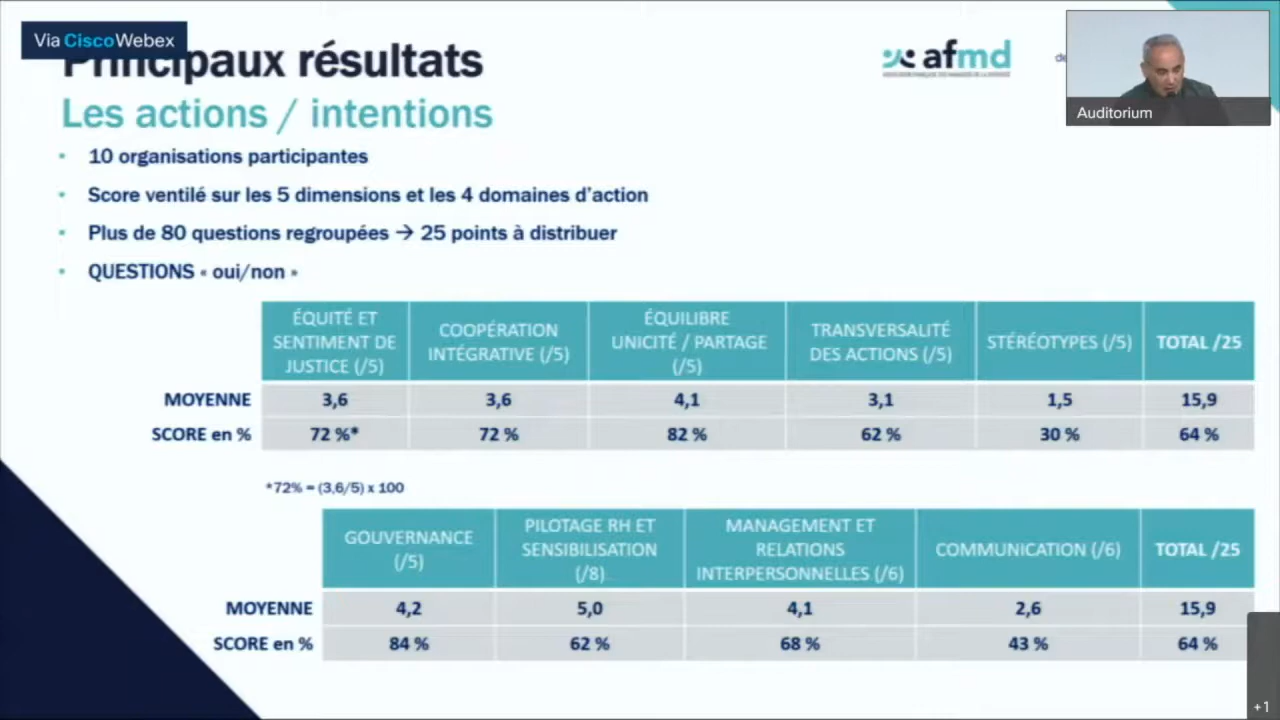 Via CiscoWebex
Principaux résultats
afmd
de
Auditorium
Les actions / intentions
• 10 organisations participantes
• Score ventilé sur les 5 dimensions et les 4 domaines d'action
• Plus de 80 questions regroupées → 25 points à distribuer
• QUESTIONS « oui/non »
ÉQUITÉ ET
SENTIMENT DE
JUSTICE (/5)
COOPÉRATION
INTÉGRATIVE (/5)
ÉQUILIBRE
UNICITÉ / PARTAGE
(/5)
TRANSVERSALITÉ
DES ACTIONS (/5)
STÉRÉOTYPES (/5)
TOTAL /25
MOYENNE 3,6 3,6 4,1 3,1 1,5 15,9
SCORE en % 72 %* 72 % 82 % 62 % 30 % 64 %
*72% = (3,6/5) x 100
GOUVERNANCE
(/5)
PILOTAGE RH ET
SENSIBILISATION
(/8)
MANAGEMENT ET
RELATIONS
INTERPERSONNELLES (/6)
COMMUNICATION (/6)
TOTAL /25
MOYENNE 4,2 5,0 4,1 2,6 15,9
SCORE en % 84 % 62 % 68 % 43 % 64 %
+1